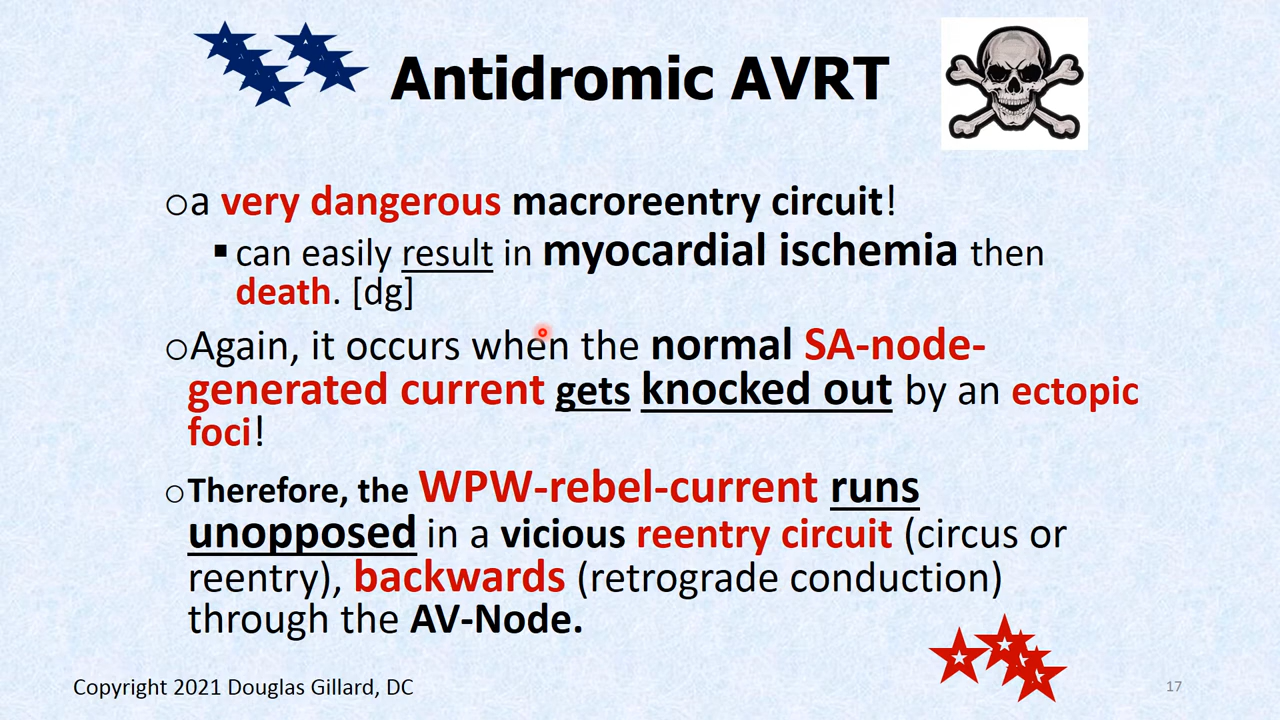 Antidromic AVRT
○a very dangerous macroreentry circuit!
▪ can easily result in myocardial ischemia then
death. [dg]
○Again, it occurs when the normal SA-node-
generated current gets knocked out by an ectopic
foci!
○Therefore, the WPW-rebel-current runs
unopposed in a vicious reentry circuit (circus or
reentry), backwards (retrograde conduction)
through the AV-Node.
Copyright 2021 Douglas Gillard, DC
17